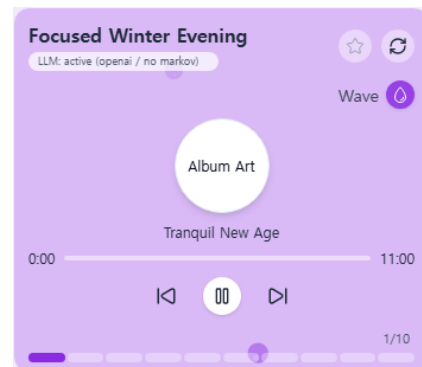 Focused Winter Evening
LLM: active (openai / no markov)
Wave
Album Art
Tranquil New Age
0:00 11:00
1/10